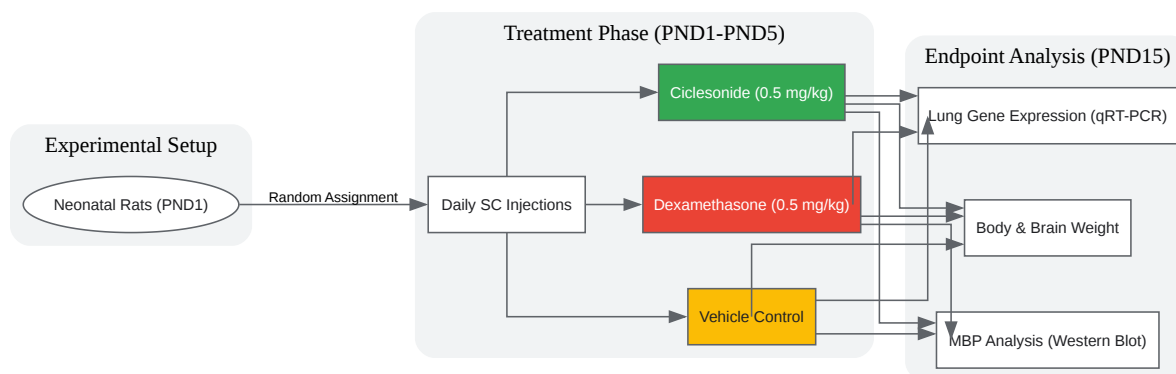 Treatment Phase (PND1-PND5)
Endpoint Analysis (PND15)
Experimental Setup
Neonatal Rats (PND1)
Random Assignment
Daily SC Injections
Ciclesonide (0.5 mg/kg)
Dexamethasone (0.5 mg/kg)
Vehicle Control
Lung Gene Expression (qRT-PCR)
Body & Brain Weight
MBP Analysis (Western Blot)